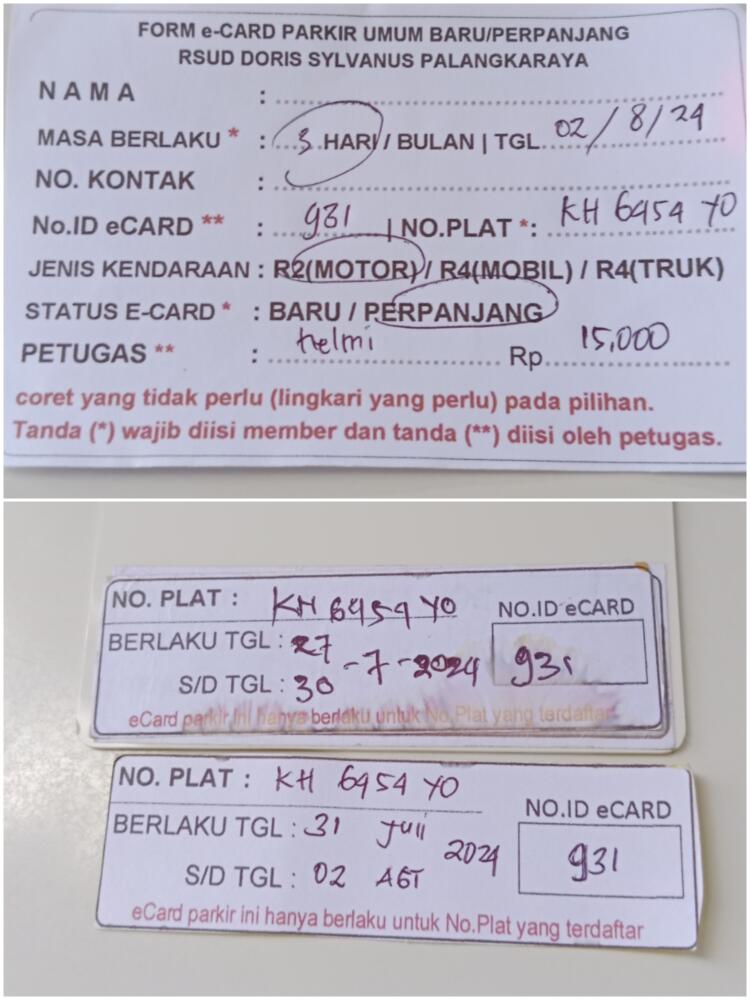 FORM e-CARD PARKIR UMUM BARU/PERPANJANG
RSUD DORIS SYLVANUS PALANGKARAYA
NAMA :
MASA BERLAKU * : 3 HARI / BULAN | TGL. 02/8/24
NO. KONTAK :
No.ID eCARD ** : 931 | NO.PLAT *: KH 6454 YO
JENIS KENDARAAN : R2(MOTOR) / R4(MOBIL) / R4(TRUK)
STATUS E-CARD * : BARU / PERPANJANG
PETUGAS ** : helmi Rp 15,000
coret yang tidak perlu (lingkari yang perlu) pada pilihan.
Tanda (*) wajib diisi member dan tanda (**) diisi oleh petugas.
NO. PLAT : KH 6454 YO
NO.ID eCARD
BERLAKU TGL : 27
S/D TGL : 30 -7-2024
931
eCard parkir ini hanya berlaku untuk No.Plat yang terdaftar
NO. PLAT : KH 6454 YO
NO.ID eCARD
BERLAKU TGL : 31 Juli 2024
S/D TGL : 02 AGT
931
eCard parkir ini hanya berlaku untuk No.Plat yang terdaftar